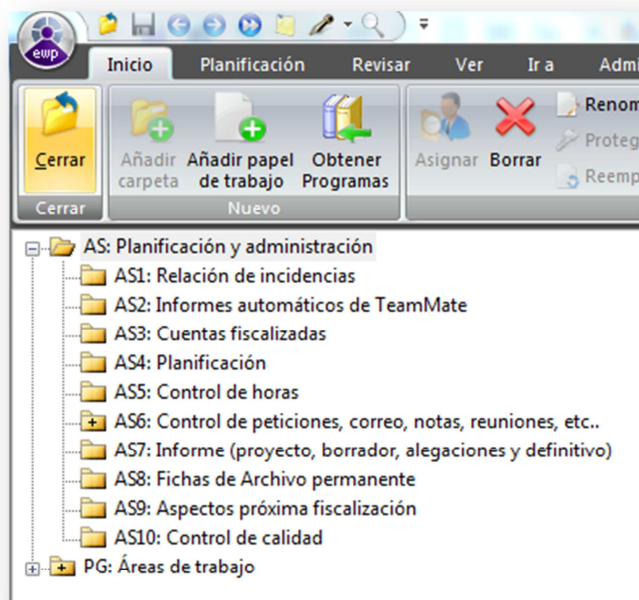 ewp
Inicio Planificación Revisar Ver Ir a Admi
Cerrar
Añadir carpeta
Añadir papel de trabajo
Obtener Programas
Asignar
Borrar
Renom
Proteg
Reemp
Cerrar
Nuevo
AS: Planificación y administración
AS1: Relación de incidencias
AS2: Informes automáticos de TeamMate
AS3: Cuentas fiscalizadas
AS4: Planificación
AS5: Control de horas
AS6: Control de peticiones, correo, notas, reuniones, etc..
AS7: Informe (proyecto, borrador, alegaciones y definitivo)
AS8: Fichas de Archivo permanente
AS9: Aspectos próxima fiscalización
AS10: Control de calidad
PG: Áreas de trabajo